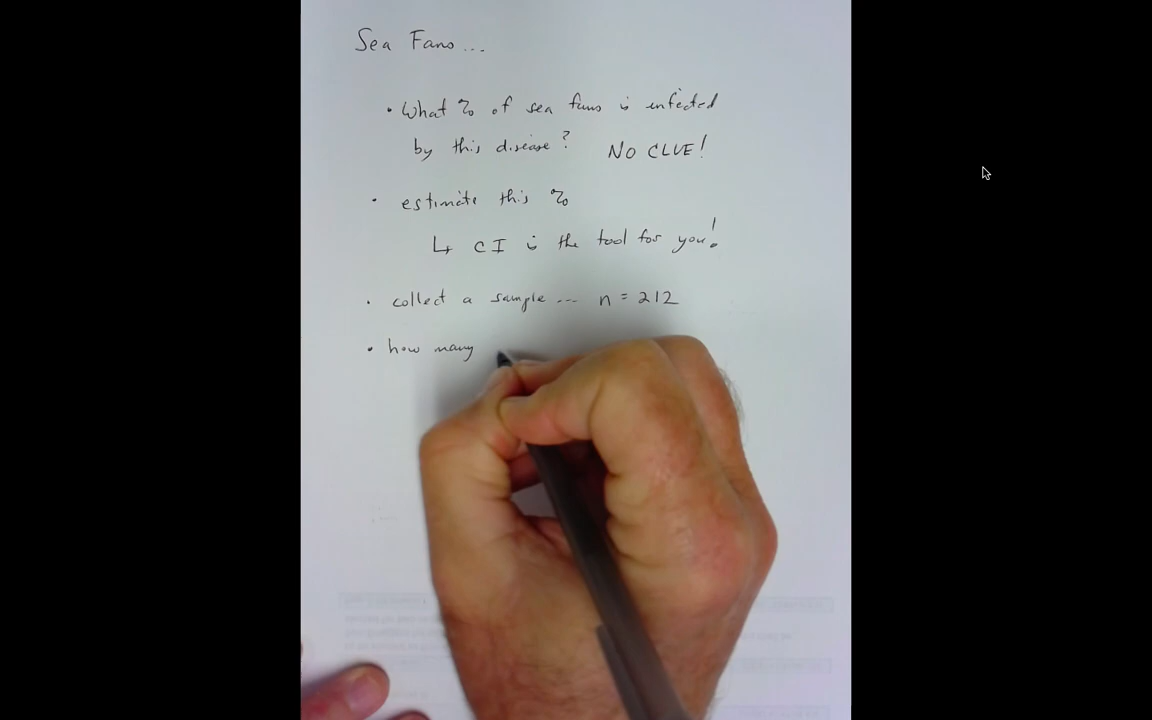 Sea Fans...
• What % of sea fans is infected
by this disease? NO CLUE!
• estimate this %
↳ CI is the tool for you!
• collect a sample... n = 212
• how many